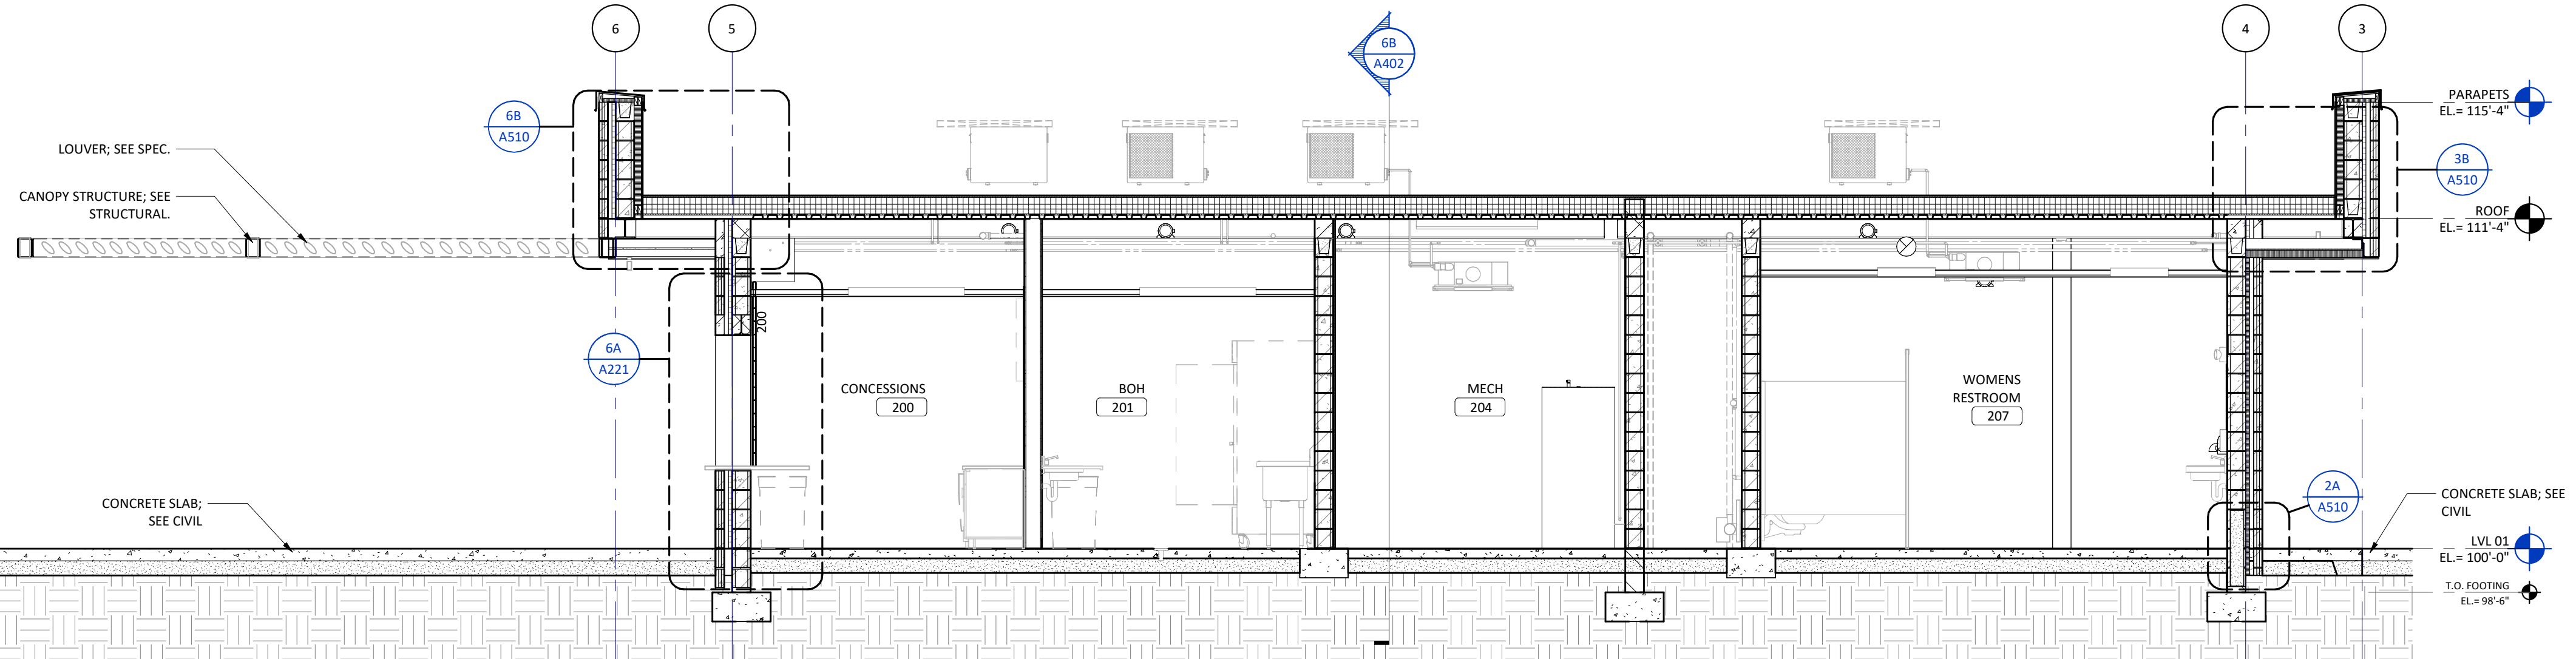 6
5
6B
A402
4
3
6B
A510
PARAPETS
EL.= 115'-4"
LOUVER; SEE SPEC.
3B
A510
CANOPY STRUCTURE; SEE
STRUCTURAL.
ROOF
EL.= 111'-4"
200
6A
A221
CONCESSIONS
200
BOH
201
MECH
204
WOMENS
RESTROOM
207
CONCRETE SLAB;
SEE CIVIL
2A
A510
CONCRETE SLAB; SEE
CIVIL
LVL 01
EL.= 100'-0"
T.O. FOOTING
EL.= 98'-6"